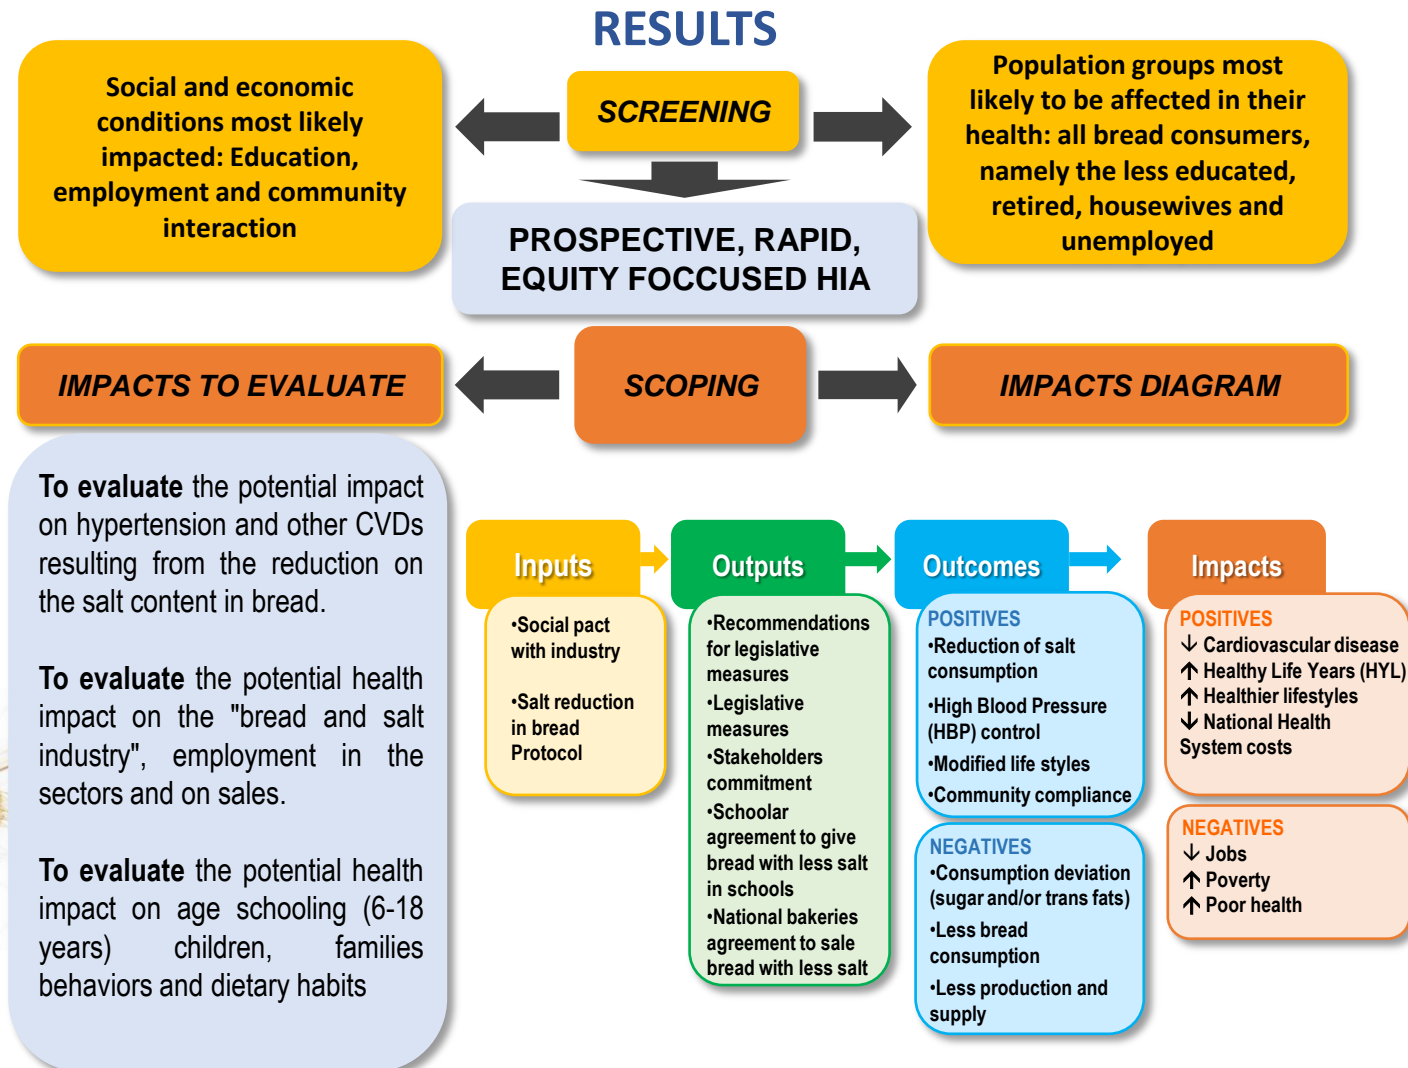 RESULTS
Social and economic
conditions most likely
impacted: Education,
employment and community
interaction
SCREENING
Population groups most
likely to be affected in their
health: all bread consumers,
namely the less educated,
retired, housewives and
unemployed
PROSPECTIVE, RAPID,
EQUITY FOCCUSED HIA
IMPACTS TO EVALUATE
SCOPING
IMPACTS DIAGRAM
To evaluate the potential impact
on hypertension and other CVDs
resulting from the reduction on
the salt content in bread.
To evaluate the potential health
impact on the "bread and salt
industry", employment in the
sectors and on sales.
To evaluate the potential health
impact on age schooling (6-18
years) children, families
behaviors and dietary habits
Inputs
•Social pact
with industry
•Salt reduction
in bread
Protocol
Outputs
•Recommendations
for legislative
measures
•Legislative
measures
•Stakeholders
commitment
•Schoolar
agreement to give
bread with less salt
in schools
•National bakeries
agreement to sale
bread with less salt
Outcomes
POSITIVES
•Reduction of salt
consumption
•High Blood Pressure
(HBP) control
•Modified life styles
•Community compliance
NEGATIVES
•Consumption deviation
(sugar and/or trans fats)
•Less bread
consumption
•Less production and
supply
Impacts
POSITIVES
↓ Cardiovascular disease
↑ Healthy Life Years (HYL)
↑ Healthier lifestyles
↓ National Health
System costs
NEGATIVES
↓ Jobs
↑ Poverty
↑ Poor health